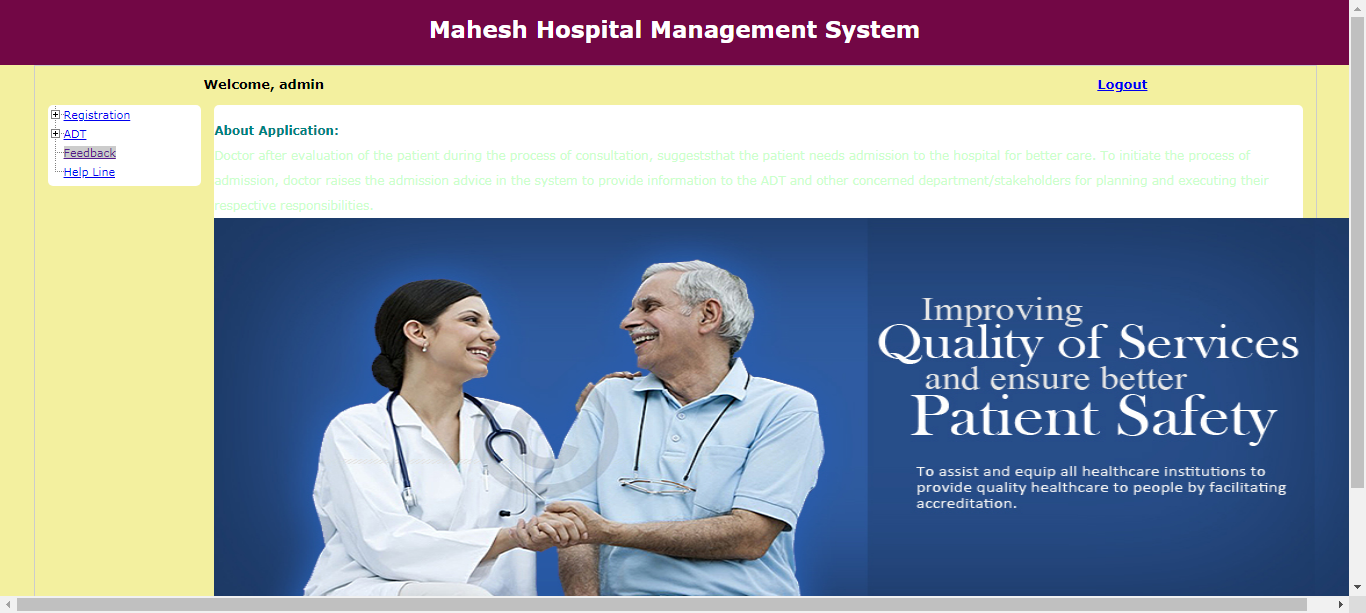 Mahesh Hospital Management System
Welcome, admin
Logout
Registration
ADT
Feedback
Help Line
About Application:
Doctor after evaluation of the patient during the process of consultation, suggeststhat the patient needs admission to the hospital for better care. To initiate the process of
admission, doctor raises the admission advice in the system to provide information to the ADT and other concerned department/stakeholders for planning and executing their
respective responsibilities.
Improving
Quality of Services
and ensure better
Patient Safety
To assist and equip all healthcare institutions to
provide quality healthcare to people by facilitating
accreditation.